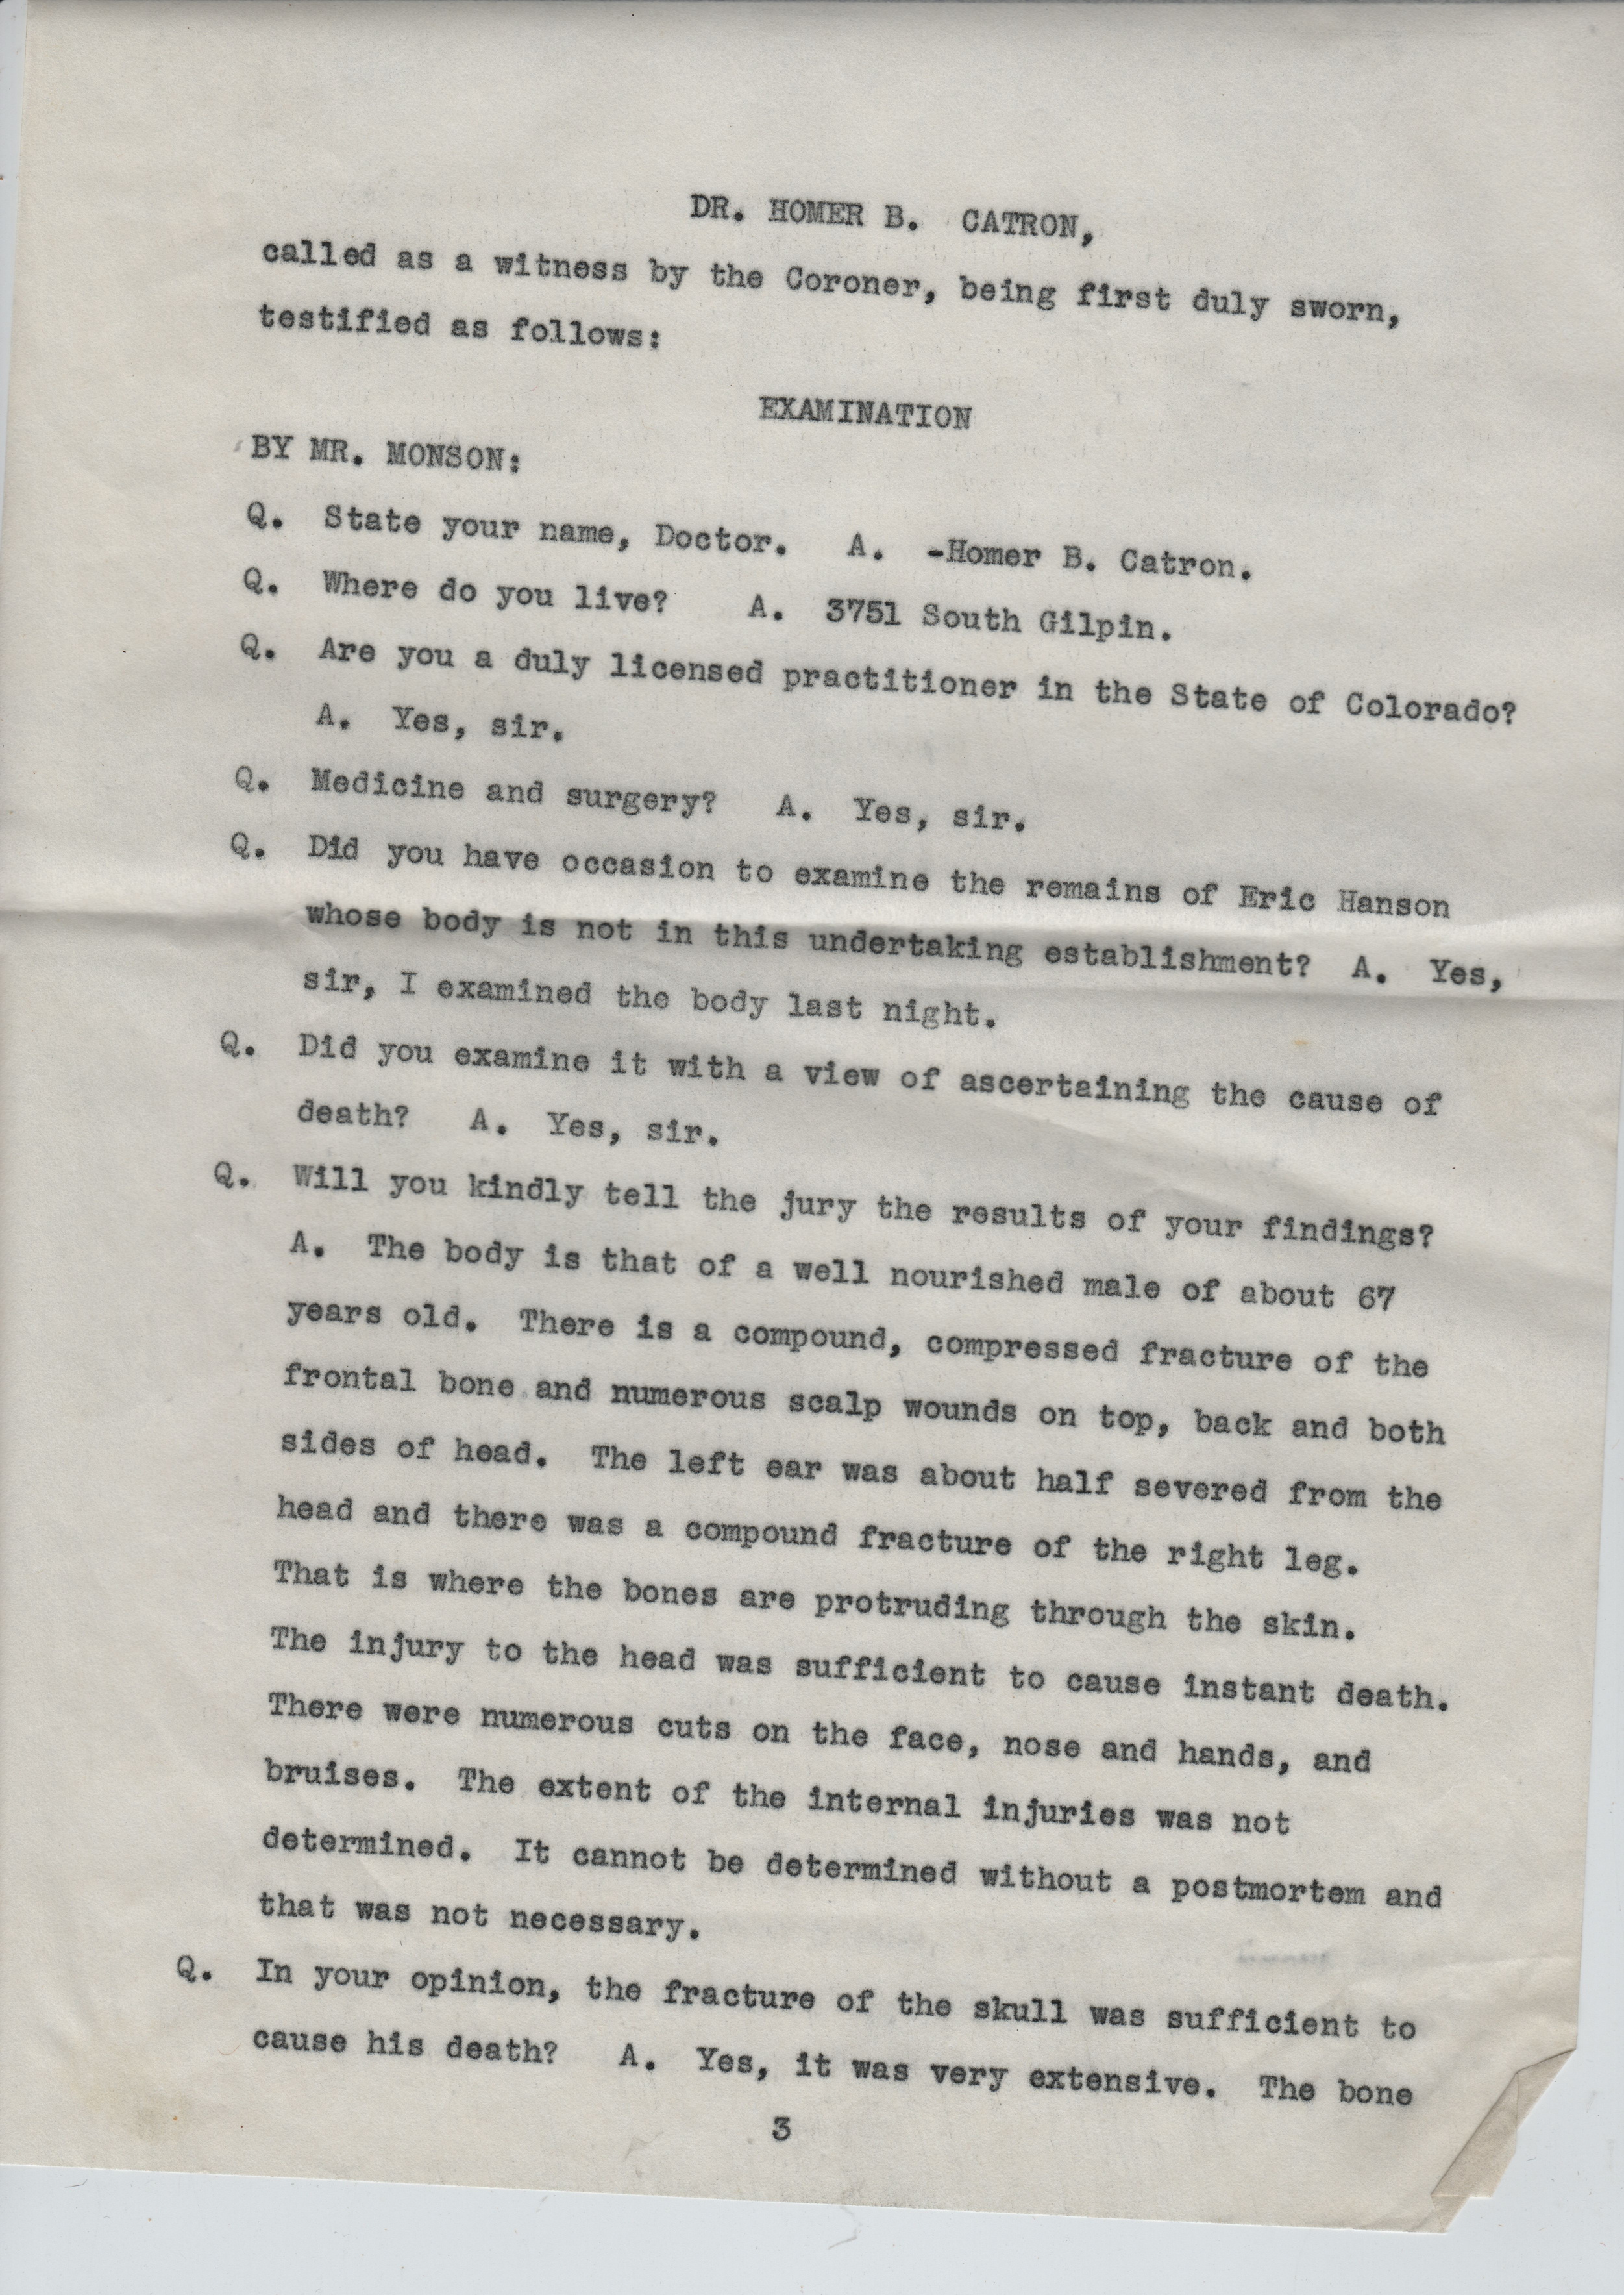 DR. HOMER B. CATRON,
called as a witness by the Coroner, being first duly sworn,
testified as follows:
EXAMINATION
BY MR. MONSON:
Q. State your name, Doctor. A. -Homer B. Catron.
Q. Where do you live? A. 3751 South Gilpin.
Q. Are you a duly licensed practitioner in the State of Colorado?
A. Yes, sir.
Q. Medicine and surgery? A. Yes, sir.
Q. Did you have occasion to examine the remains of Eric Hanson
whose body is not in this undertaking establishment? A. Yes,
sir, I examined the body last night.
Q. Did you examine it with a view of ascertaining the cause of
death? A. Yes, sir.
Q. Will you kindly tell the jury the results of your findings?
A. The body is that of a well nourished male of about 67
years old. There is a compound, compressed fracture of the
frontal bone and numerous scalp wounds on top, back and both
sides of head. The left ear was about half severed from the
head and there was a compound fracture of the right leg.
That is where the bones are protruding through the skin.
The injury to the head was sufficient to cause instant death.
There were numerous cuts on the face, nose and hands, and
bruises. The extent of the internal injuries was not
determined. It cannot be determined without a postmortem and
that was not necessary.
Q. In your opinion, the fracture of the skull was sufficient to
cause his death? A. Yes, it was very extensive. The bone
3